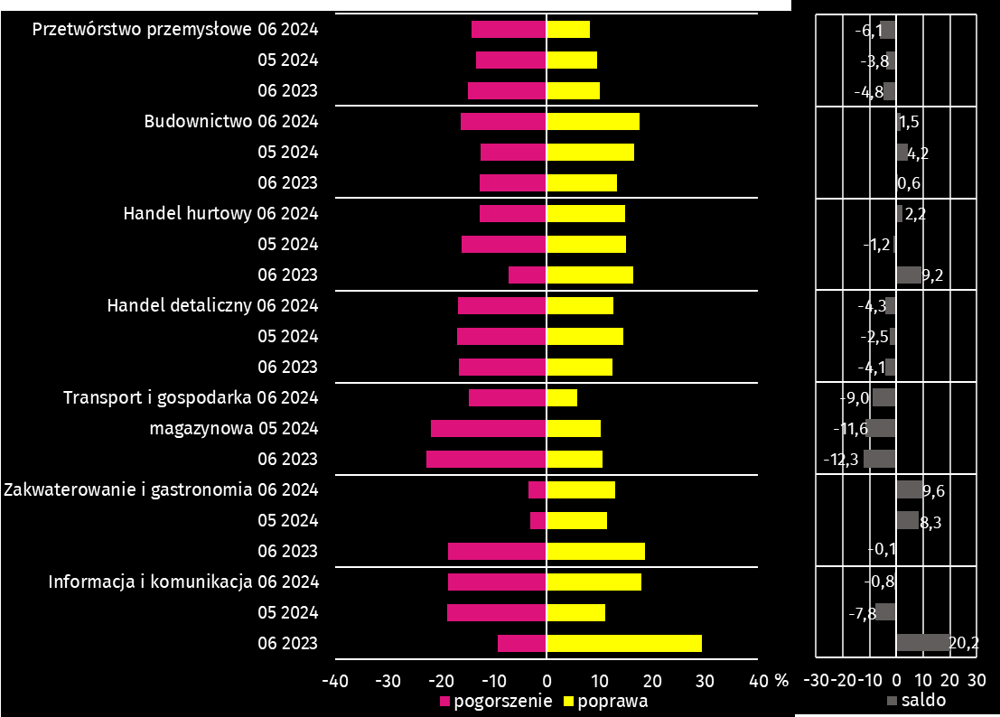 Przetwórstwo przemysłowe 06 2024 -6,1
05 2024 -3,8
06 2023 -4,8
Budownictwo 06 2024 1,5
05 2024 4,2
06 2023 0,6
Handel hurtowy 06 2024 2,2
05 2024 -1,2
06 2023 9,2
Handel detaliczny 06 2024 -4,3
05 2024 -2,5
06 2023 -4,1
Transport i gospodarka 06 2024 -9,0
magazynowa 05 2024 -11,6
06 2023 -12,3
Zakwaterowanie i gastronomia 06 2024 9,6
05 2024 8,3
06 2023 -0,1
Informacja i komunikacja 06 2024 -0,8
05 2024 -7,8
06 2023 20,2
-40 -30 -20 -10 0 10 20 30 40 % -30 -20 -10 0 10 20 30
pogorszenie poprawa saldo